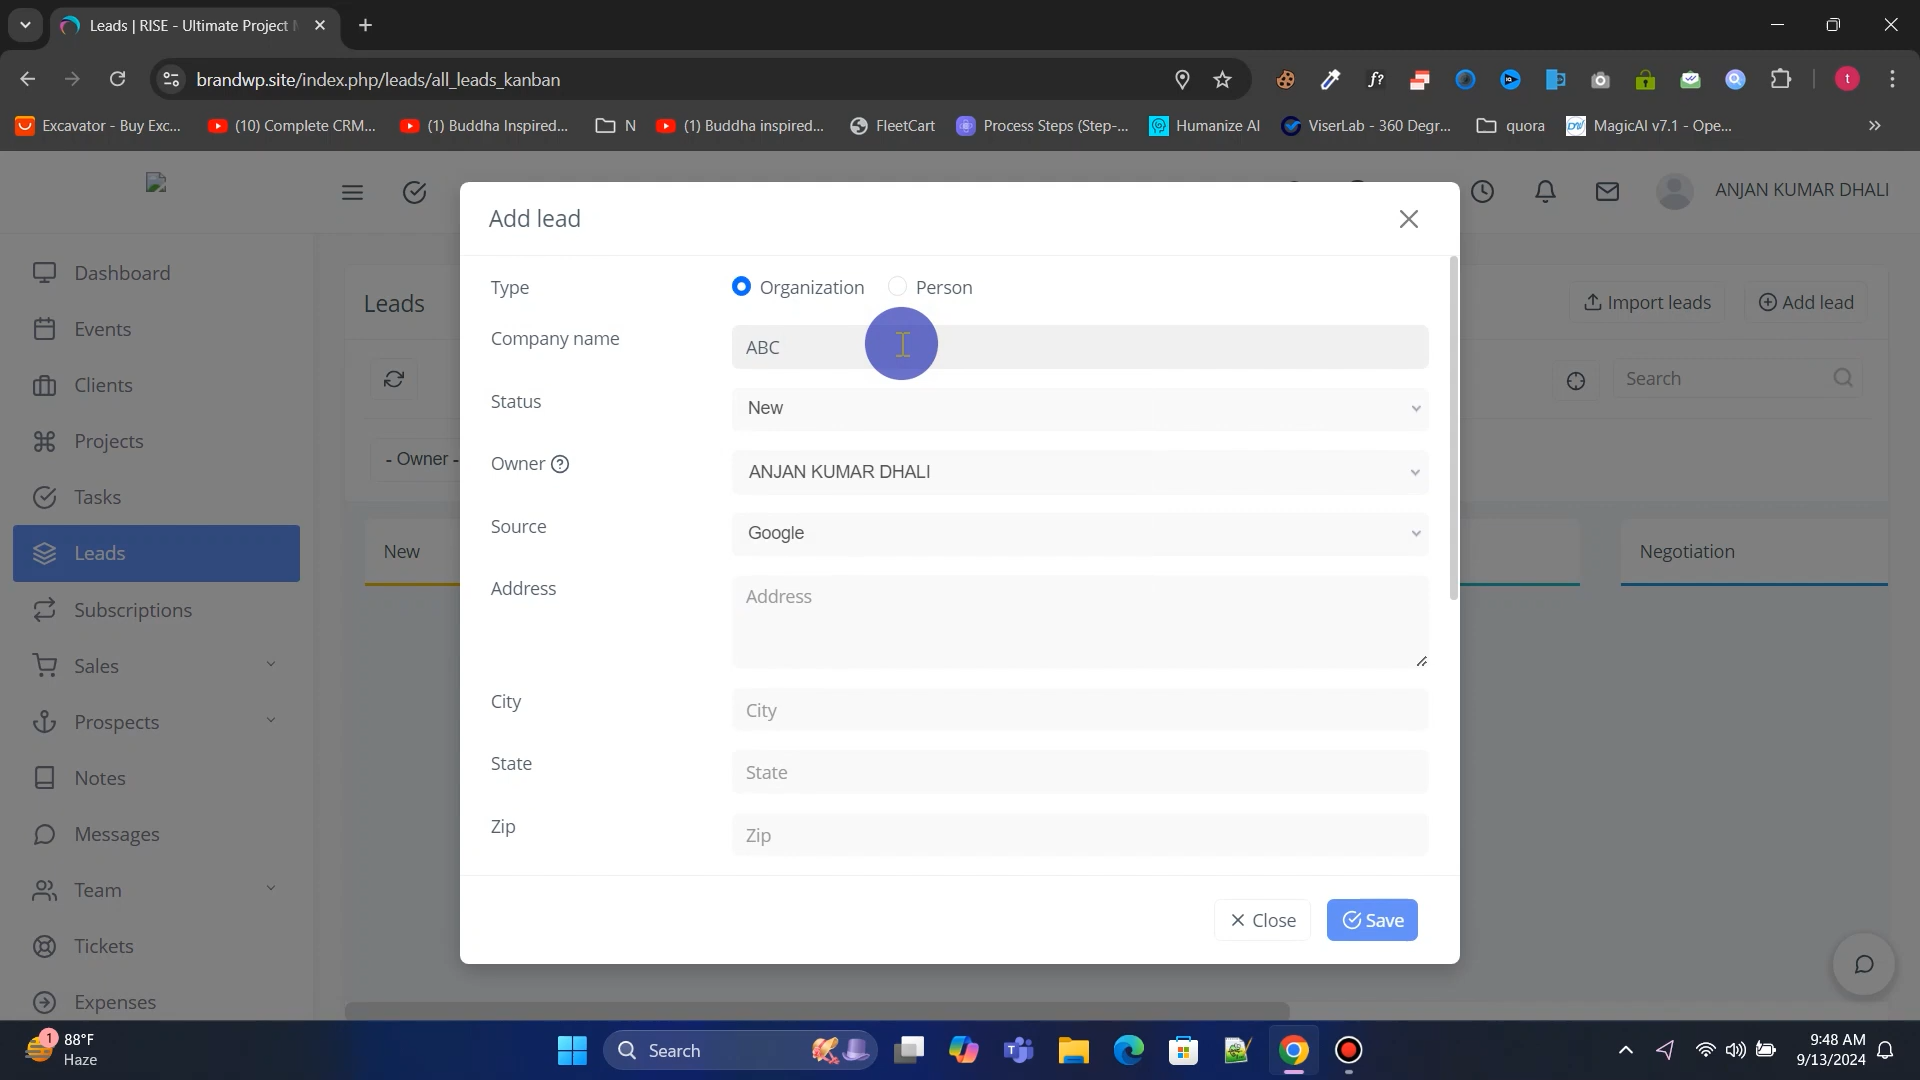 Leads | RISE - Ultimate Project M
brandwp.site/index.php/leads/all_leads_kanban
t
Excavator - Buy Exc...
(10) Complete CRM...
(1) Buddha Inspired...
N
(1) Buddha inspired...
FleetCart
Process Steps (Step-...
Humanize AI
ViserLab - 360 Degr...
quora
MagicAI v7.1 - Ope...
ANJAN KUMAR DHALI
Dashboard
Events
Clients
Projects
Tasks
Leads
Subscriptions
Sales
Prospects
Notes
Messages
Team
Tickets
Expenses
Leads
Import leads
Add lead
Search
- Owner -
New
Negotiation
Add lead
Type
Organization
Person
Company name
ABC
Status
New
Owner ?
ANJAN KUMAR DHALI
Source
Google
Address
Address
City
City
State
State
Zip
Zip
Close
Save
1
88°F
Haze
Search
9:48 AM
9/13/2024